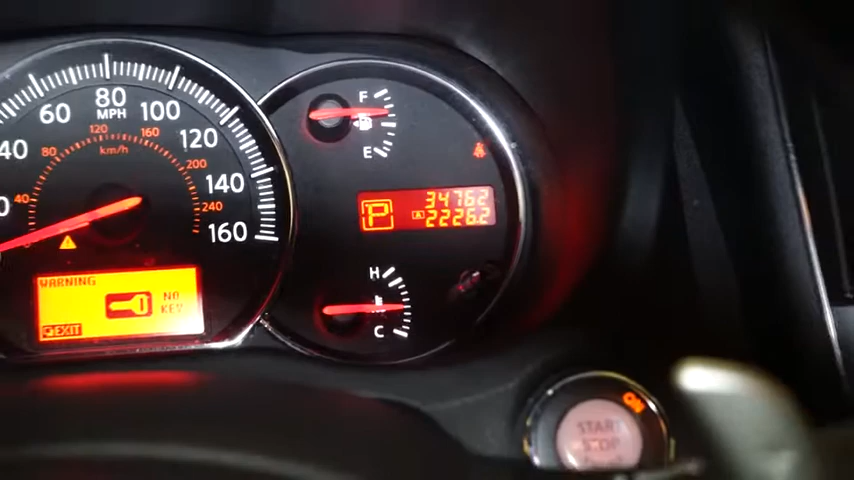 60
80
100
MPH
120
160
km/h
40
80
120
200
140
40
240
160
WARNING
NO
KEY
EXIT
F
E
P
34762
A 2226.2
H
C
START
STOP
ON